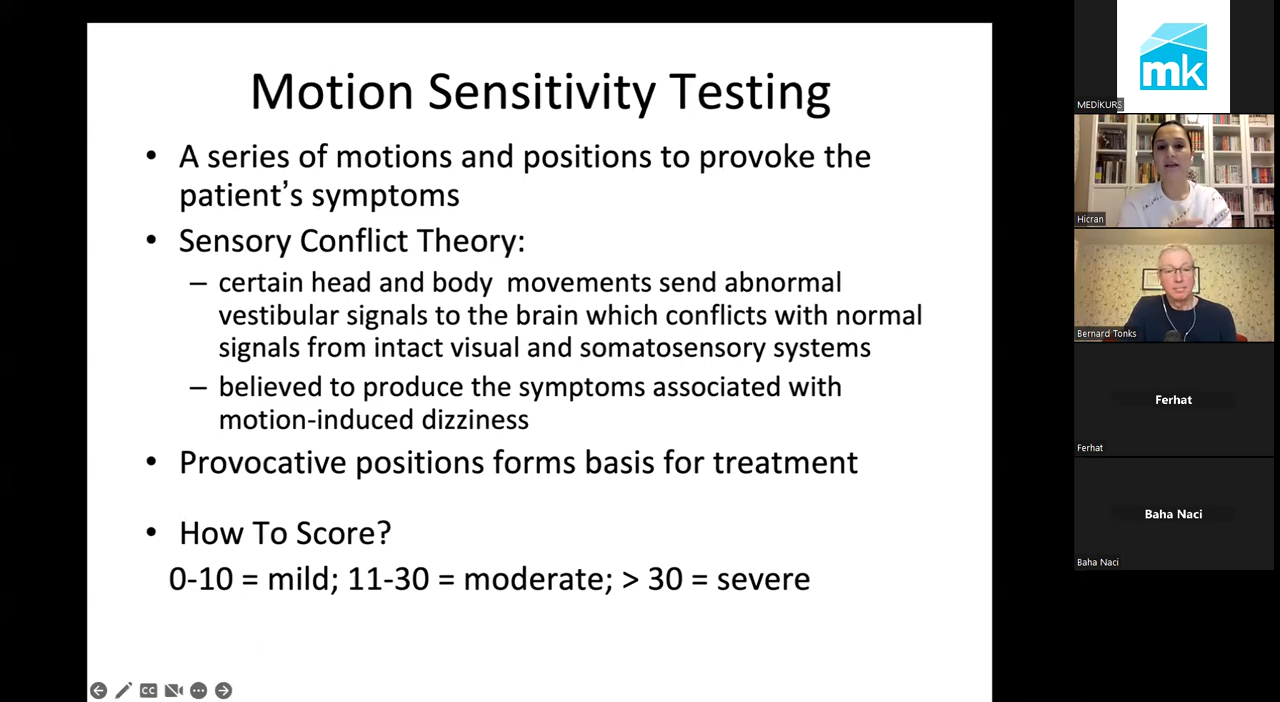 Motion Sensitivity Testing
• A series of motions and positions to provoke the
patient's symptoms
• Sensory Conflict Theory:
– certain head and body  movements send abnormal
vestibular signals to the brain which conflicts with normal
signals from intact visual and somatosensory systems
– believed to produce the symptoms associated with
motion-induced dizziness
• Provocative positions forms basis for treatment
• How To Score?
0-10 = mild; 11-30 = moderate; > 30 = severe
CC
mk
MEDİKURS
Hicran
Bernard Tonks
Ferhat
Ferhat
Baha Naci
Baha Naci